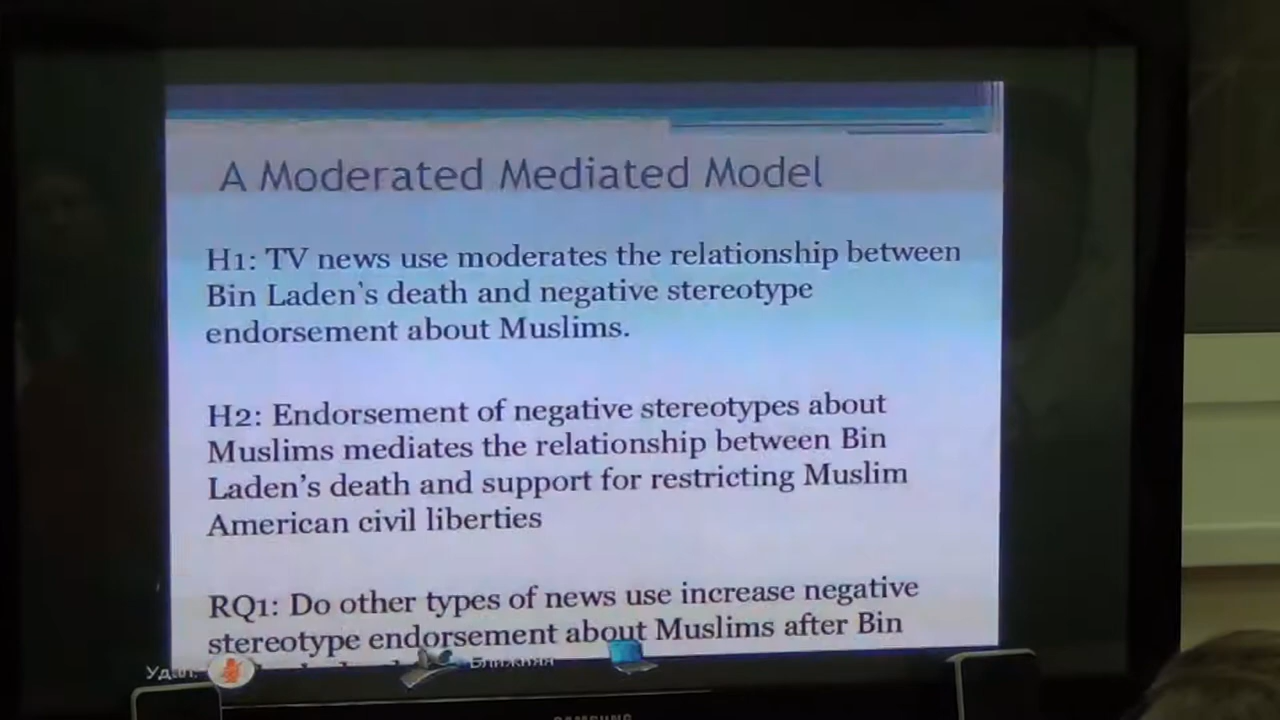 A Moderated Mediated Model
H1: TV news use moderates the relationship between
Bin Laden's death and negative stereotype
endorsement about Muslims.
H2: Endorsement of negative stereotypes about
Muslims mediates the relationship between Bin
Laden's death and support for restricting Muslim
American civil liberties
RQ1: Do other types of news use increase negative
stereotype endorsement about Muslims after Bin
Ближняя
SAMSUNG